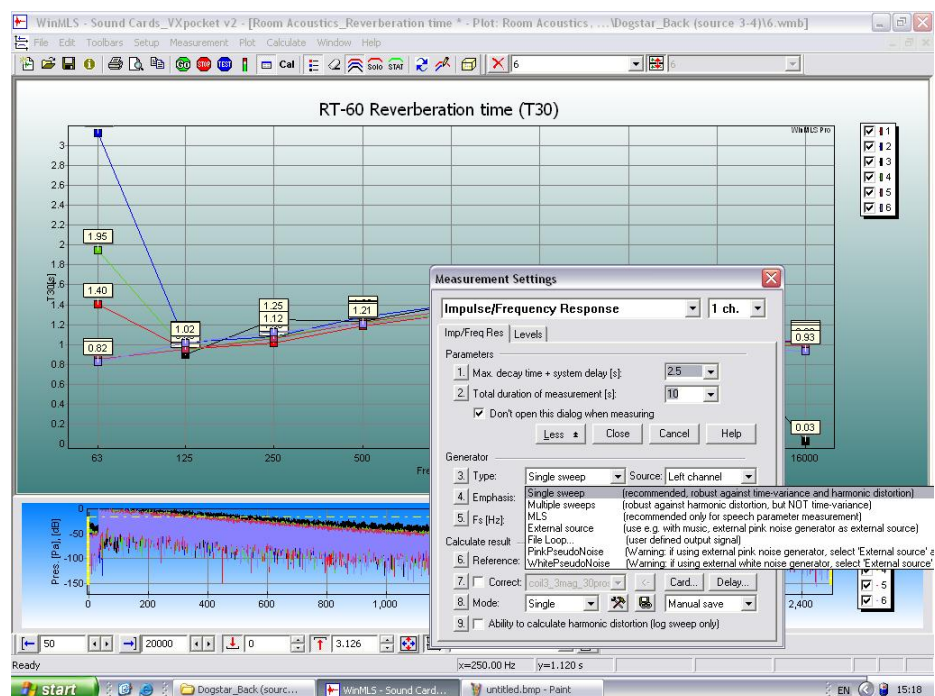 WinMLS - Sound Cards_VXpocket v2 - [Room Acoustics_Reverberation time * - Plot: Room Acoustics, ...\Dogstar_Back (source 3-4)\6.wmb]
File Edit Toolbars Setup Measurement Plot Calculate Window Help
GO STOP TEST Cal Solo STAT 6 6
RT-60 Reverberation time (T30)
WinMLS Pro
1
2
3
4
5
6
T30[s]
3
2.8
2.6
2.4
2.2
2
1.8
1.6
1.4
1.2
1
0.8
0.6
0.4
0.2
0
1.95
1.40
0.82
1.02
1.25
1.12
1.21
0.93
0.03
63 125 250 500 16000
Fre
Measurement Settings
Impulse/Frequency Response 1 ch.
Imp/Freq Res Levels
Parameters
1. Max. decay time + system delay [s]: 2.5
2. Total duration of measurement [s]: 10
Don't open this dialog when measuring
Less Close Cancel Help
Generator
3. Type: Single sweep Source: Left channel
4. Emphasis:
5. Fs [Hz]:
Single sweep (recommended, robust against time-variance and harmonic distortion)
Multiple sweeps (robust against harmonic distortion, but NOT time-variance)
MLS (recommended only for speech parameter measurement)
External source (use e.g. with music, external pink noise generator as external source)
File Loop... (user defined output signal)
PinkPseudoNoise (Warning: if using external pink noise generator, select 'External source' a
WhitePseudoNoise (Warning: if using external white noise generator, select 'External source'
Calculate result
6. Reference:
7. Correct: coil3_3mag_30pro <- Card... Delay...
8. Mode: Single Manual save
9. Ability to calculate harmonic distortion (log sweep only)
Pres. [Pa], [dB]
0
-50
-100
-150
0 200 400 600 800 1,000 2,400
- 4
- 5
- 6
50 20000 0 3.126
Ready x=250.00 Hz y=1.120 s
start Dogstar_Back (sourc... WinMLS - Sound Card... untitled.bmp - Paint EN 15:18